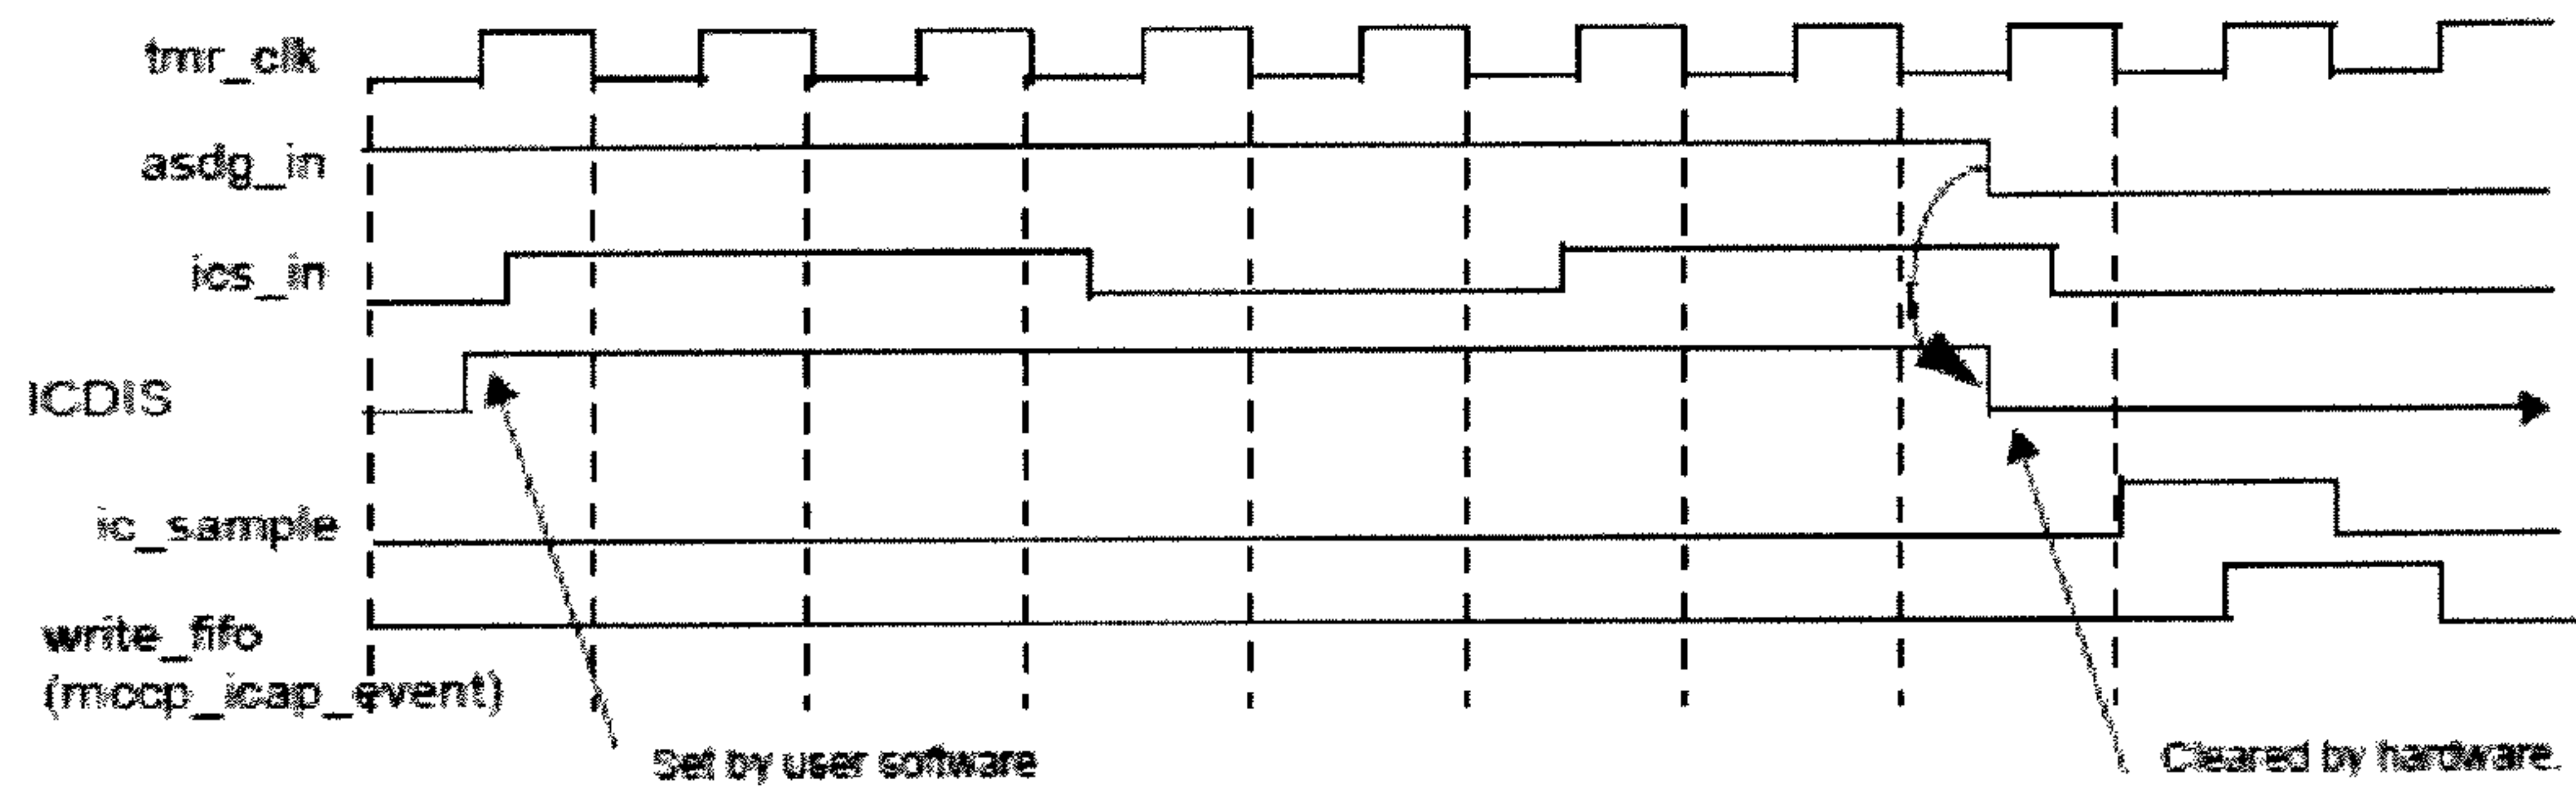 tmr_clk
asdg_in
ics_in
ICDIS
ic_sample
write_fifo
(mccp_icap_event)
Set by user software
Cleared by hardware.